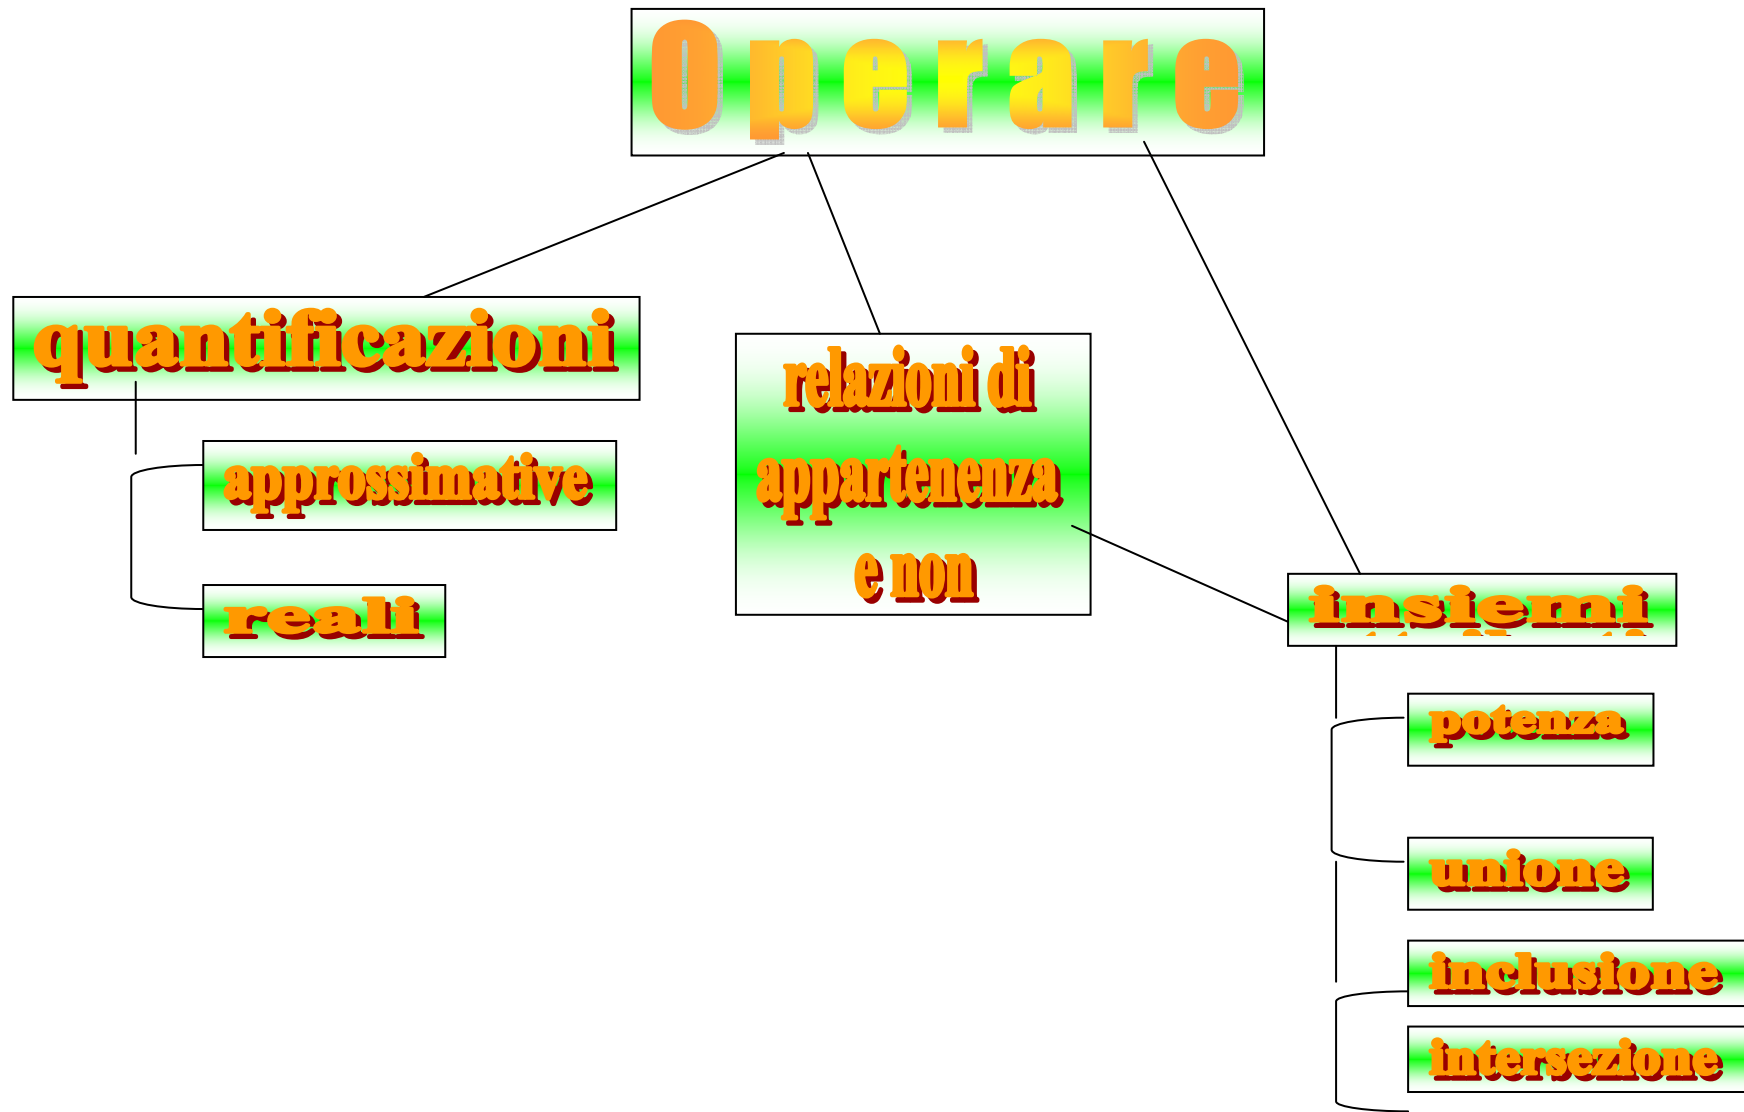 Operare
quantificazioni
relazioni di
appartenenza
e non
approssimative
reali
insiemi
potenza
unione
inclusione
intersezione